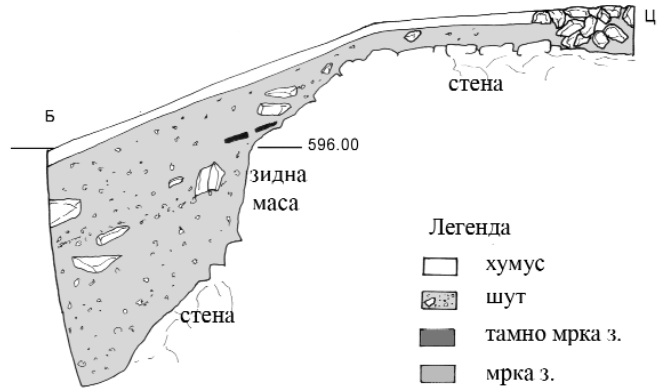 Ц
стена
Б
596.00
зидна
маса
Легенда
хумус
шут
стена
тамно мрка з.
мрка з.